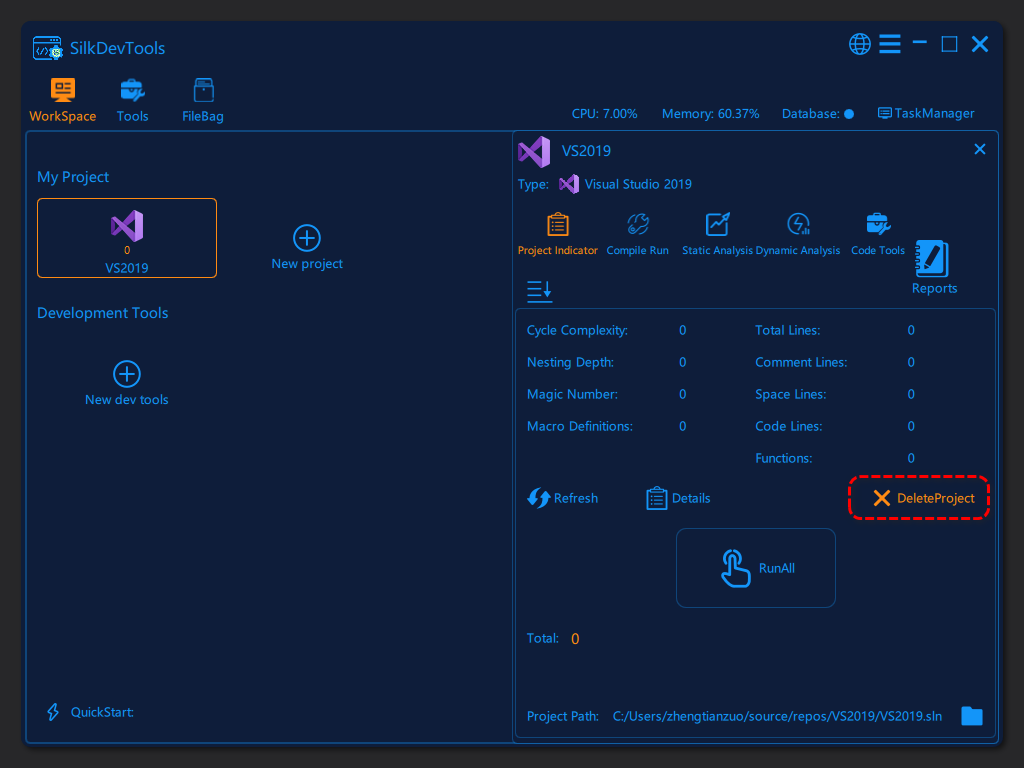 SilkDevTools
WorkSpace
Tools
FileBag
CPU: 7.00%
Memory: 60.37%
Database:
TaskManager
My Project
0
VS2019
New project
Development Tools
New dev tools
QuickStart:
VS2019
Type:
Visual Studio 2019
Project Indicator
Compile Run
Static Analysis
Dynamic Analysis
Code Tools
Reports
Cycle Complexity: 0
Total Lines: 0
Nesting Depth: 0
Comment Lines: 0
Magic Number: 0
Space Lines: 0
Macro Definitions: 0
Code Lines: 0
Functions: 0
Refresh
Details
DeleteProject
RunAll
Total: 0
Project Path: C:/Users/zhengtianzuo/source/repos/VS2019/VS2019.sln